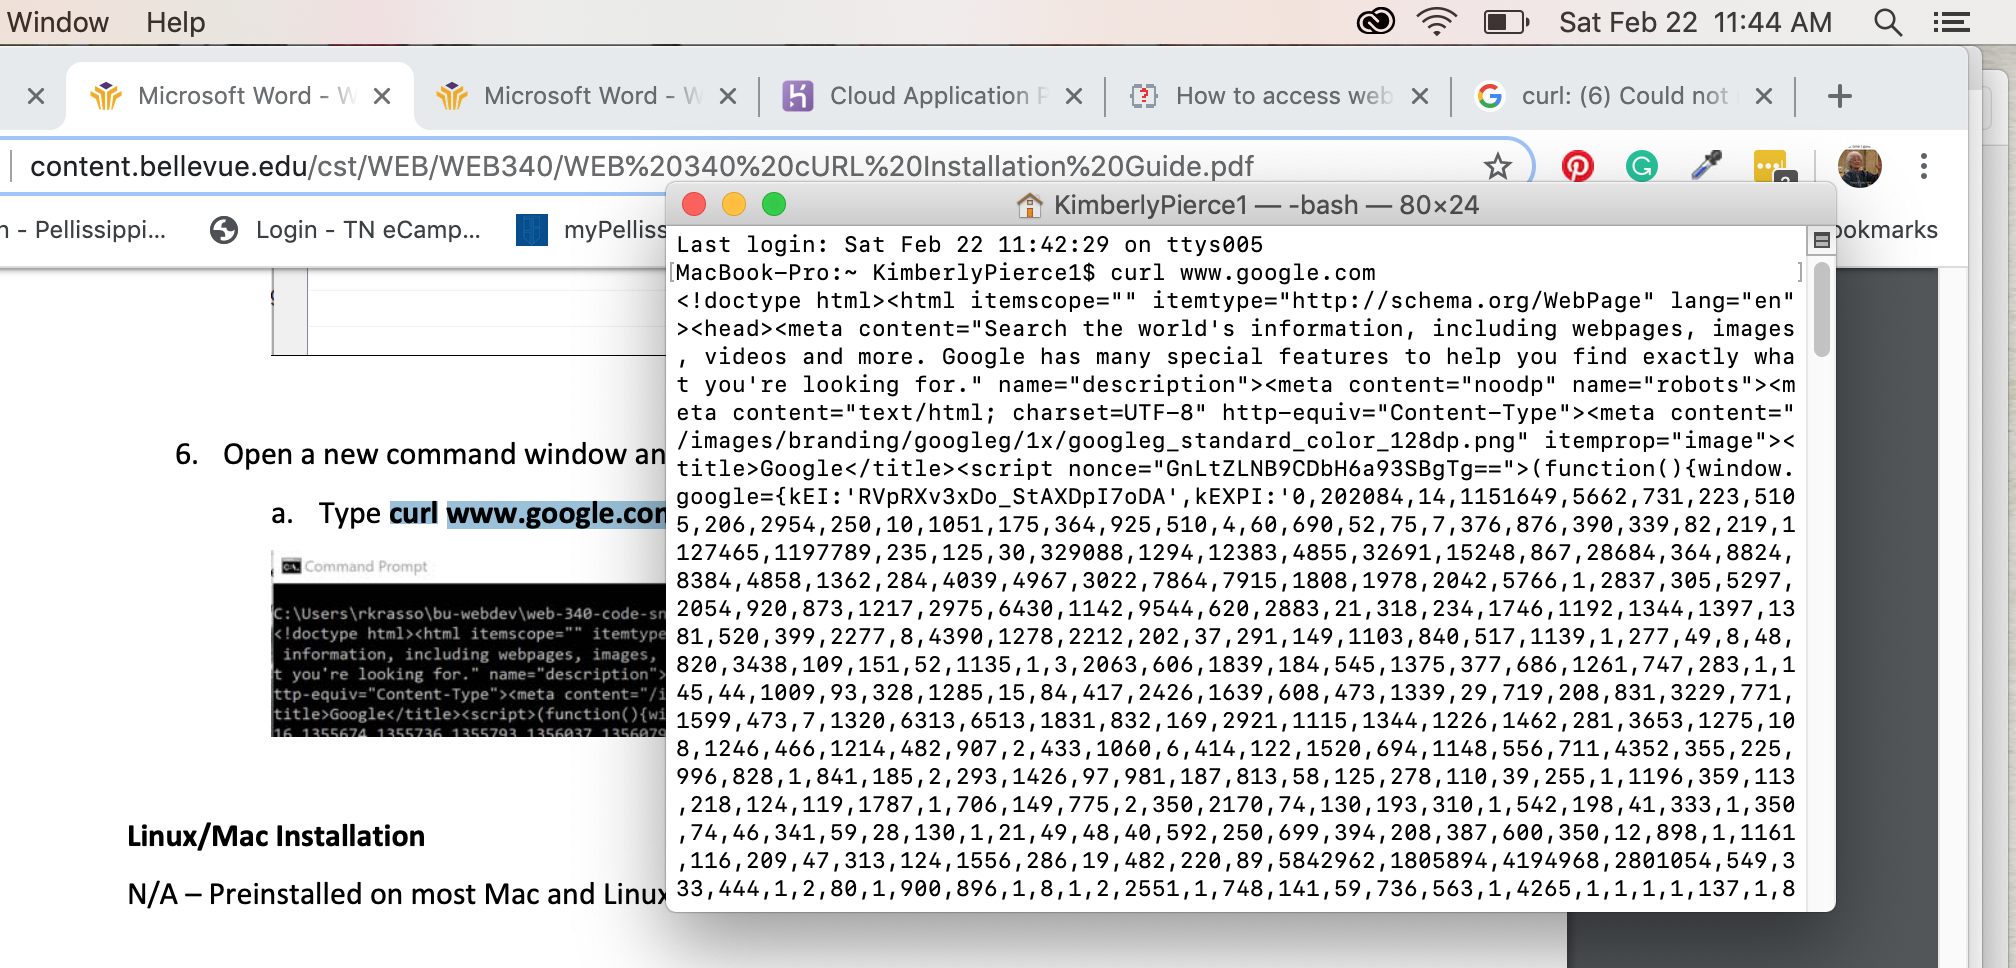 Window Help Sat Feb 22 11:44 AM
Microsoft Word - W Microsoft Word - W Cloud Application P How to access web curl: (6) Could not
content.bellevue.edu/cst/WEB/WEB340/WEB%20340%20cURL%20Installation%20Guide.pdf
n - Pellissippi... Login - TN eCamp... myPelliss ookmarks
KimberlyPierce1 — -bash — 80×24
Last login: Sat Feb 22 11:42:29 on ttys005
[MacBook-Pro:~ KimberlyPierce1$ curl www.google.com ]
<!doctype html><html itemscope="" itemtype="http://schema.org/WebPage" lang="en"
><head><meta content="Search the world's information, including webpages, images
, videos and more. Google has many special features to help you find exactly wha
t you're looking for." name="description"><meta content="noodp" name="robots"><m
eta content="text/html; charset=UTF-8" http-equiv="Content-Type"><meta content="
/images/branding/googleg/1x/googleg_standard_color_128dp.png" itemprop="image"><
title>Google</title><script nonce="GnLtZLNB9CDbH6a93SBgTg==">(function(){window.
google={kEI:'RVpRXv3xDo_StAXDpI7oDA',kEXPI:'0,202084,14,1151649,5662,731,223,510
5,206,2954,250,10,1051,175,364,925,510,4,60,690,52,75,7,376,876,390,339,82,219,1
127465,1197789,235,125,30,329088,1294,12383,4855,32691,15248,867,28684,364,8824,
8384,4858,1362,284,4039,4967,3022,7864,7915,1808,1978,2042,5766,1,2837,305,5297,
2054,920,873,1217,2975,6430,1142,9544,620,2883,21,318,234,1746,1192,1344,1397,13
81,520,399,2277,8,4390,1278,2212,202,37,291,149,1103,840,517,1139,1,277,49,8,48,
820,3438,109,151,52,1135,1,3,2063,606,1839,184,545,1375,377,686,1261,747,283,1,1
45,44,1009,93,328,1285,15,84,417,2426,1639,608,473,1339,29,719,208,831,3229,771,
1599,473,7,1320,6313,6513,1831,832,169,2921,1115,1344,1226,1462,281,3653,1275,10
8,1246,466,1214,482,907,2,433,1060,6,414,122,1520,694,1148,556,711,4352,355,225,
996,828,1,841,185,2,293,1426,97,981,187,813,58,125,278,110,39,255,1,1196,359,113
,218,124,119,1787,1,706,149,775,2,350,2170,74,130,193,310,1,542,198,41,333,1,350
,74,46,341,59,28,130,1,21,49,48,40,592,250,699,394,208,387,600,350,12,898,1,1161
,116,209,47,313,124,1556,286,19,482,220,89,5842962,1805894,4194968,2801054,549,3
33,444,1,2,80,1,900,896,1,8,1,2,2551,1,748,141,59,736,563,1,4265,1,1,1,1,137,1,8
6. Open a new command window an
a. Type curl www.google.com
Command Prompt
C:\Users\rkrasso\bu-webdev\web-340-code-sn
<!doctype html><html itemscope="" itemtype
information, including webpages, images,
t you're looking for." name="description">
ttp-equiv="Content-Type"><meta content="/i
title>Google</title><script>(function(){wi
16,1355674,1355736,1355793,1356037,1356079
Linux/Mac Installation
N/A – Preinstalled on most Mac and Linux